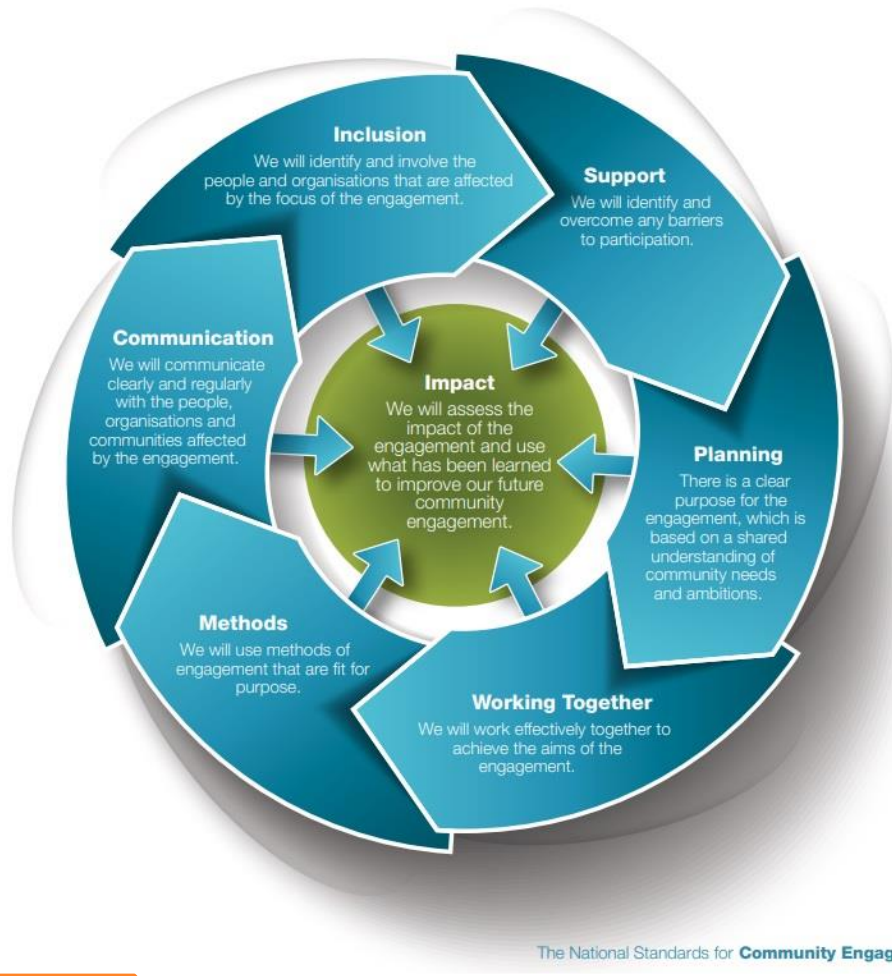 Inclusion
We will identify and involve the
people and organisations that are affected
by the focus of the engagement.
Support
We will identify and
overcome any barriers
to participation.
Planning
There is a clear
purpose for the
engagement, which is
based on a shared
understanding of
community needs
and ambitions.
Working Together
We will work effectively together to
achieve the aims of the
engagement.
Methods
We will use methods of
engagement that are fit for
purpose.
Communication
We will communicate
clearly and regularly
with the people,
organisations and
communities affected
by the engagement.
Impact
We will assess the
impact of the
engagement and use
what has been learned
to improve our future
community
engagement.
The National Standards for Community Engag